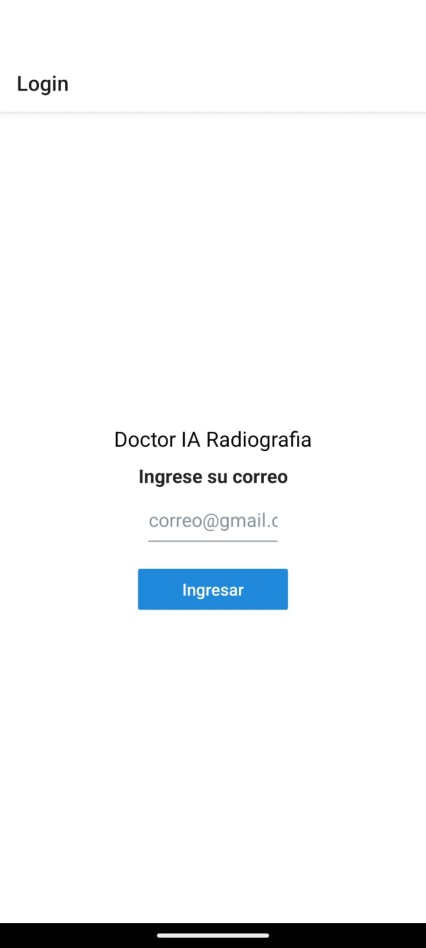 Login
Doctor IA Radiografia
Ingrese su correo
correo@gmail.c
Ingresar